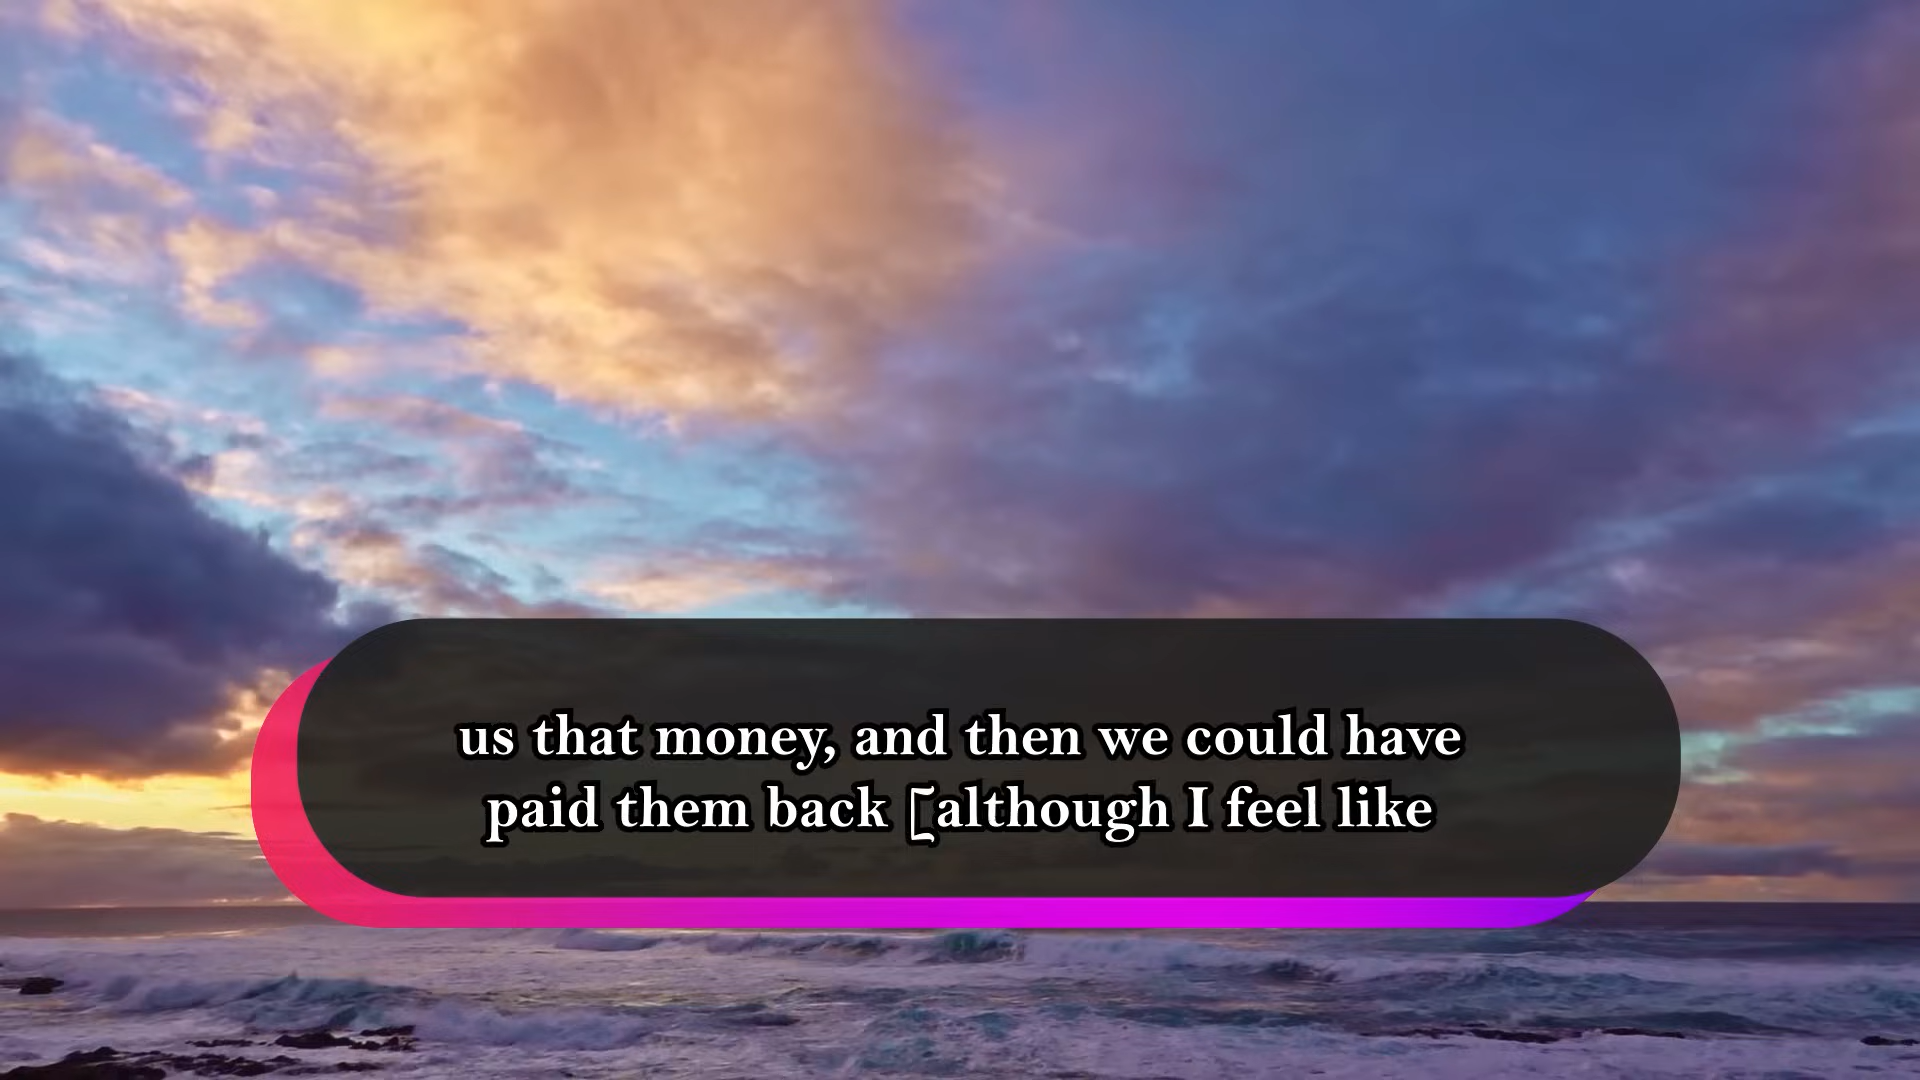 us that money, and then we could have
paid them back [although I feel like